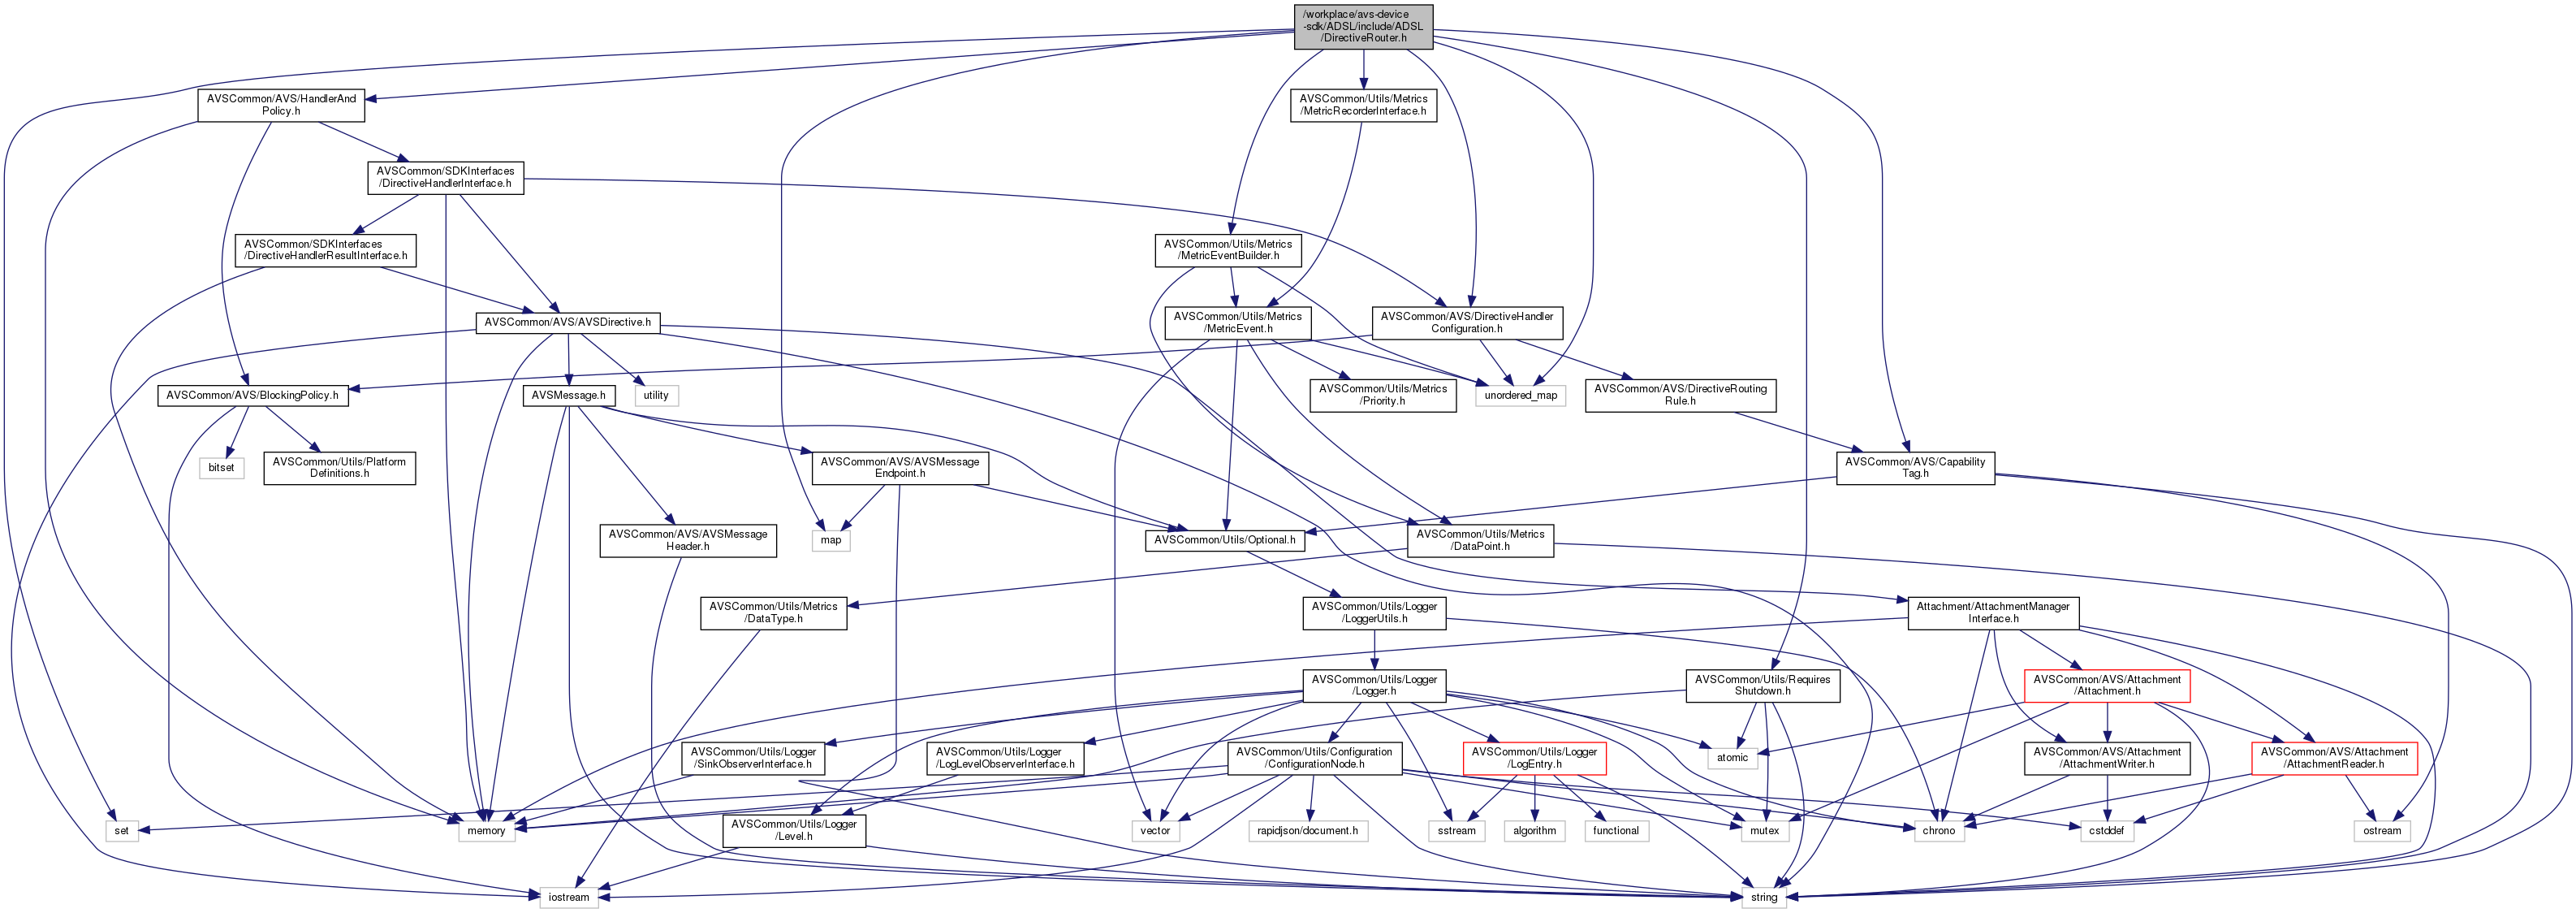 /workplace/avs-device
-sdk/ADSL/include/ADSL
/DirectiveRouter.h
AVSCommon/AVS/HandlerAnd
Policy.h
AVSCommon/Utils/Metrics
/MetricRecorderInterface.h
AVSCommon/SDKInterfaces
/DirectiveHandlerInterface.h
AVSCommon/SDKInterfaces
/DirectiveHandlerResultInterface.h
AVSCommon/Utils/Metrics
/MetricEventBuilder.h
AVSCommon/AVS/AVSDirective.h
AVSCommon/Utils/Metrics
/MetricEvent.h
AVSCommon/AVS/DirectiveHandler
Configuration.h
AVSCommon/AVS/BlockingPolicy.h
AVSMessage.h
utility
AVSCommon/Utils/Metrics
/Priority.h
unordered_map
AVSCommon/AVS/DirectiveRouting
Rule.h
bitset
AVSCommon/Utils/Platform
Definitions.h
AVSCommon/AVS/AVSMessage
Endpoint.h
AVSCommon/AVS/Capability
Tag.h
AVSCommon/AVS/AVSMessage
Header.h
map
AVSCommon/Utils/Optional.h
AVSCommon/Utils/Metrics
/DataPoint.h
AVSCommon/Utils/Metrics
/DataType.h
AVSCommon/Utils/Logger
/LoggerUtils.h
Attachment/AttachmentManager
Interface.h
AVSCommon/Utils/Logger
/Logger.h
AVSCommon/Utils/Requires
Shutdown.h
AVSCommon/AVS/Attachment
/Attachment.h
AVSCommon/Utils/Logger
/SinkObserverInterface.h
AVSCommon/Utils/Logger
/LogLevelObserverInterface.h
AVSCommon/Utils/Configuration
/ConfigurationNode.h
AVSCommon/Utils/Logger
/LogEntry.h
atomic
AVSCommon/AVS/Attachment
/AttachmentWriter.h
AVSCommon/AVS/Attachment
/AttachmentReader.h
set
memory
AVSCommon/Utils/Logger
/Level.h
vector
rapidjson/document.h
sstream
algorithm
functional
mutex
chrono
cstddef
ostream
iostream
string